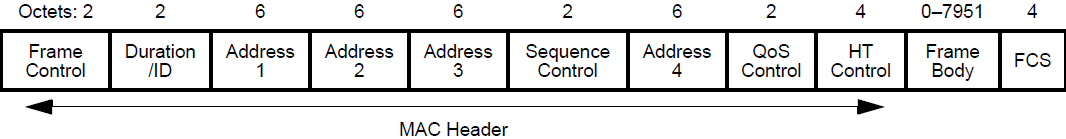 Octets: 2 2 6 6 6 2 6 2 4 0–7951 4
Frame Duration Address Address Address Sequence Address QoS HT Frame FCS
Control /ID 1 2 3 Control 4 Control Control Body
MAC Header